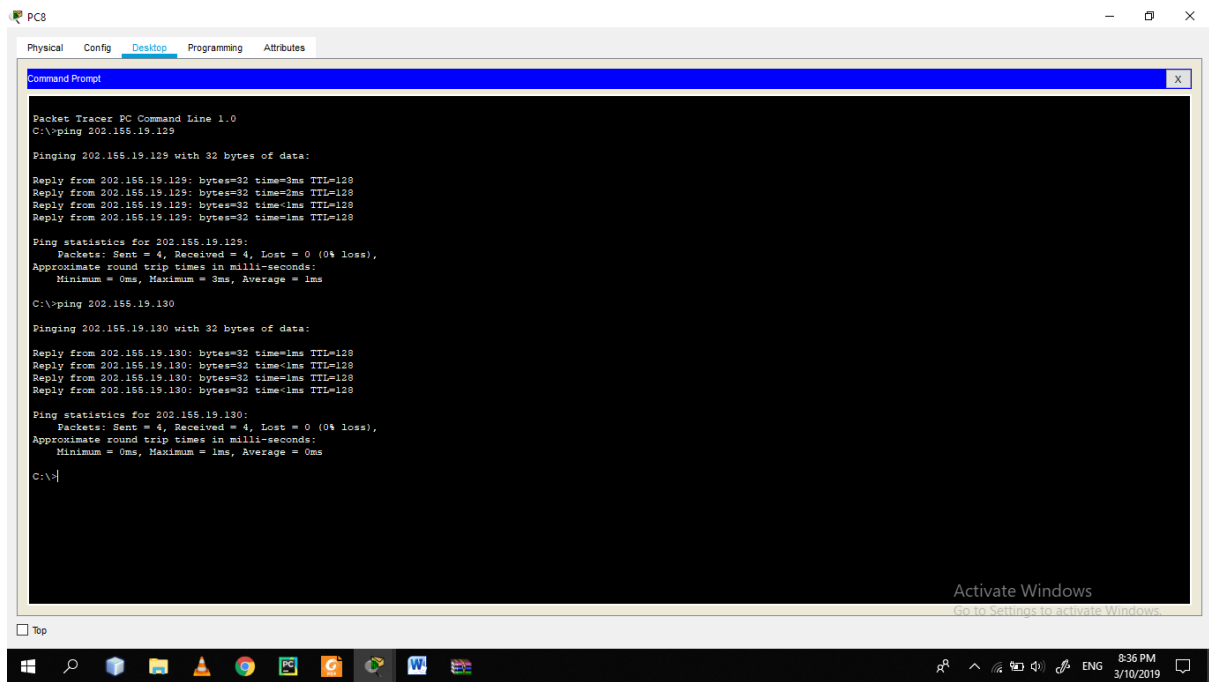 PC8
Physical Config Desktop Programming Attributes
Command Prompt
X
Packet Tracer PC Command Line 1.0
C:\>ping 202.155.19.129
Pinging 202.155.19.129 with 32 bytes of data:
Reply from 202.155.19.129: bytes=32 time=3ms TTL=128
Reply from 202.155.19.129: bytes=32 time=2ms TTL=128
Reply from 202.155.19.129: bytes=32 time<1ms TTL=128
Reply from 202.155.19.129: bytes=32 time=1ms TTL=128
Ping statistics for 202.155.19.129:
Packets: Sent = 4, Received = 4, Lost = 0 (0% loss),
Approximate round trip times in milli-seconds:
Minimum = 0ms, Maximum = 3ms, Average = 1ms
C:\>ping 202.155.19.130
Pinging 202.155.19.130 with 32 bytes of data:
Reply from 202.155.19.130: bytes=32 time=1ms TTL=128
Reply from 202.155.19.130: bytes=32 time<1ms TTL=128
Reply from 202.155.19.130: bytes=32 time=1ms TTL=128
Reply from 202.155.19.130: bytes=32 time<1ms TTL=128
Ping statistics for 202.155.19.130:
Packets: Sent = 4, Received = 4, Lost = 0 (0% loss),
Approximate round trip times in milli-seconds:
Minimum = 0ms, Maximum = 1ms, Average = 0ms
C:\>
Activate Windows
Go to Settings to activate Windows.
Top
PC
W
ENG
8:36 PM
3/10/2019